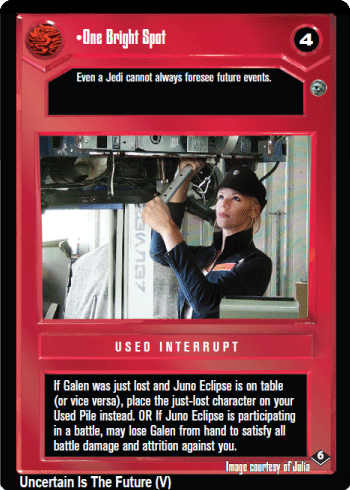 •One Bright Spot
4
Even a Jedi cannot always foresee future events.
USED INTERRUPT
If Galen was just lost and Juno Eclipse is on table
(or vice versa), place the just-lost character on your
Used Pile instead. OR If Juno Eclipse is participating
in a battle, may lose Galen from hand to satisfy all
battle damage and attrition against you.
6
Image courtesy of Julia
Uncertain Is The Future (V)